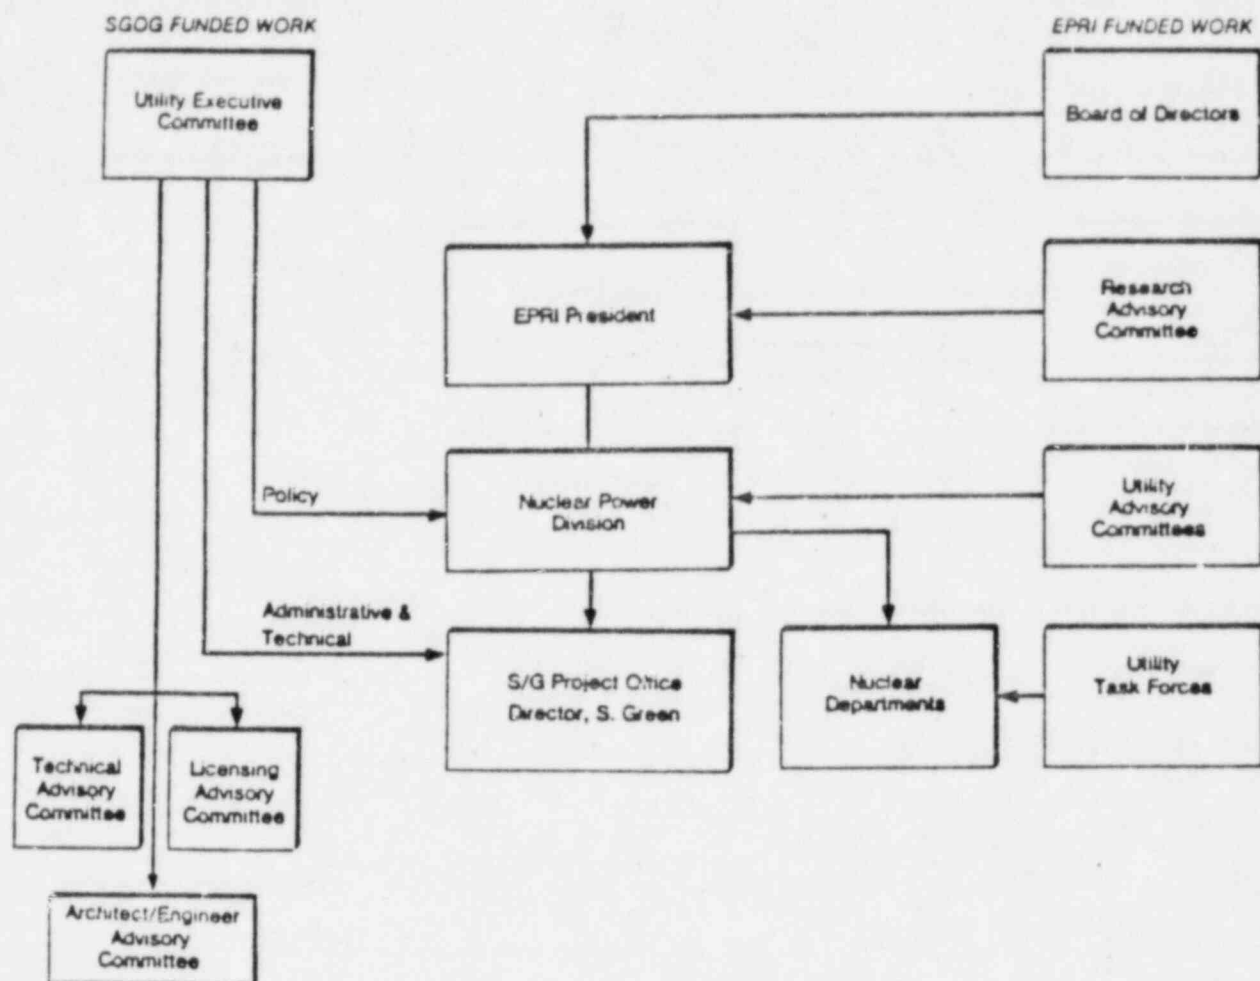 SGOG FUNDED WORK
EPRI FUNDED WORK
Utility Executive
Committee
Board of Directors
EPRI President
Research
Advisory
Committee
Policy
Nuclear Power
Division
Utility
Advisory
Committees
Administrative &
Technical
S/G Project Office
Director, S. Green
Nuclear
Departments
Utility
Task Forces
Technical
Advisory
Committee
Licensing
Advisory
Committee
Architect/Engineer
Advisory
Committee